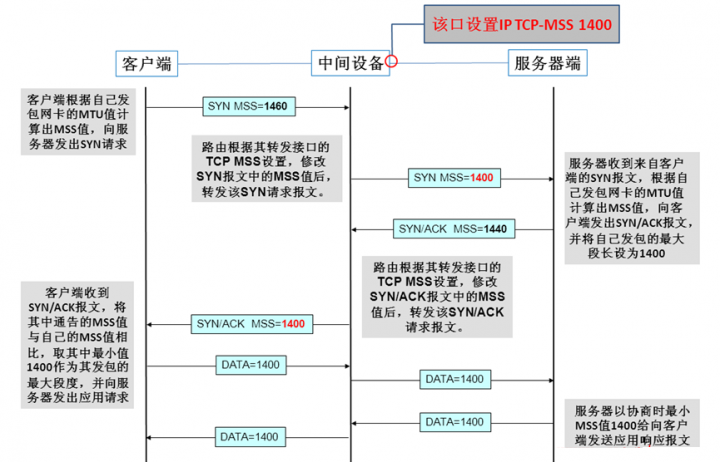 该口设置IP TCP-MSS 1400
客户端
中间设备
服务器端
客户端根据自己发
包网卡的MTU值计
算出MSS值，向服
务器发出SYN请求
SYN MSS=1460
路由根据其转发接口的
TCP MSS设置，修改
SYN报文中的MSS值后，
转发该SYN请求报文。
SYN MSS=1400
服务器收到来自客户
端的SYN报文，根据自
己发包网卡的MTU值
计算出MSS值，向客
户端发出SYN/ACK报文，
并将自己发包的最大
段长设为1400
SYN/ACK MSS=1440
路由根据其转发接口的
TCP MSS设置，修改
SYN/ACK报文中的MSS
值后，转发该SYN/ACK
请求报文。
客户端收到
SYN/ACK报文，将
其中通告的MSS值
与自己的MSS值相
比，取其中最小值
1400作为其发包的
最大段度，并向服
务器发出应用请求
SYN/ACK MSS=1400
DATA=1400
DATA=1400
服务器以协商时最小
MSS值1400给向客户
端发送应用响应报文
DATA=1400
DATA=1400